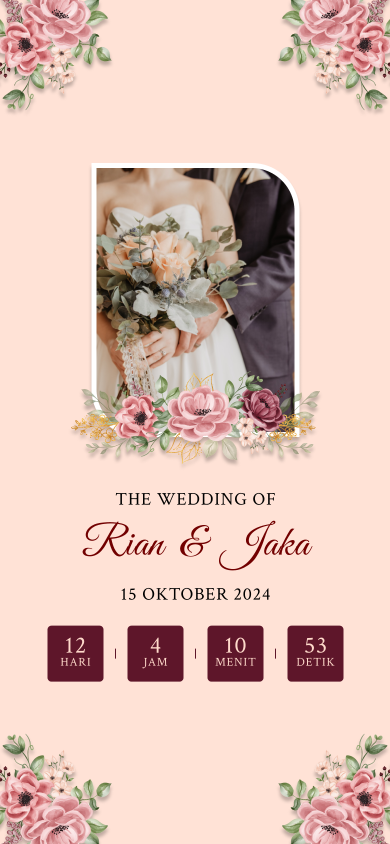 THE WEDDING OF
Rian & Jaka
15 OKTOBER 2024
12 4 10 53
HARI JAM MENIT DETIK